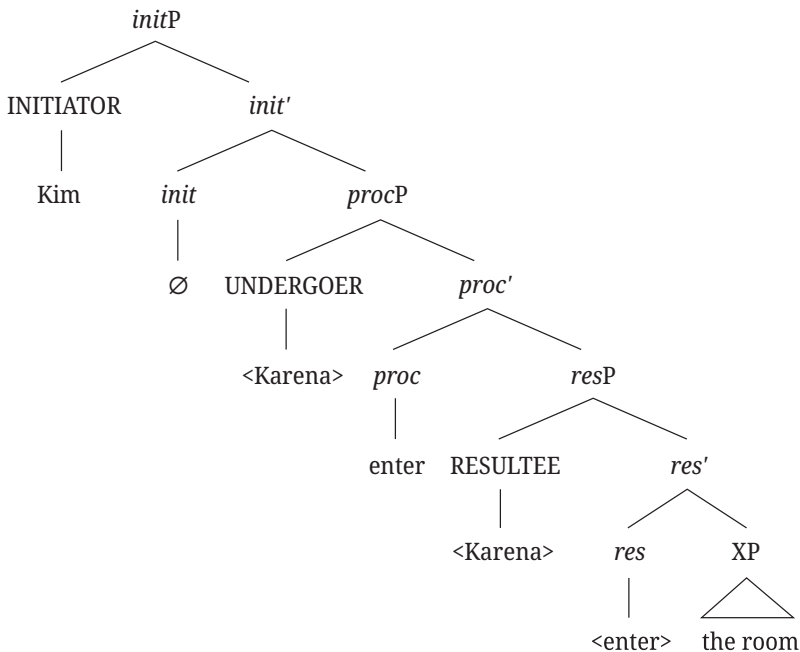 initP
INITIATOR init'
Kim init procP
∅ UNDERGOER proc'
<Karena> proc resP
enter RESULTEE res'
<Karena> res XP
<enter> the room